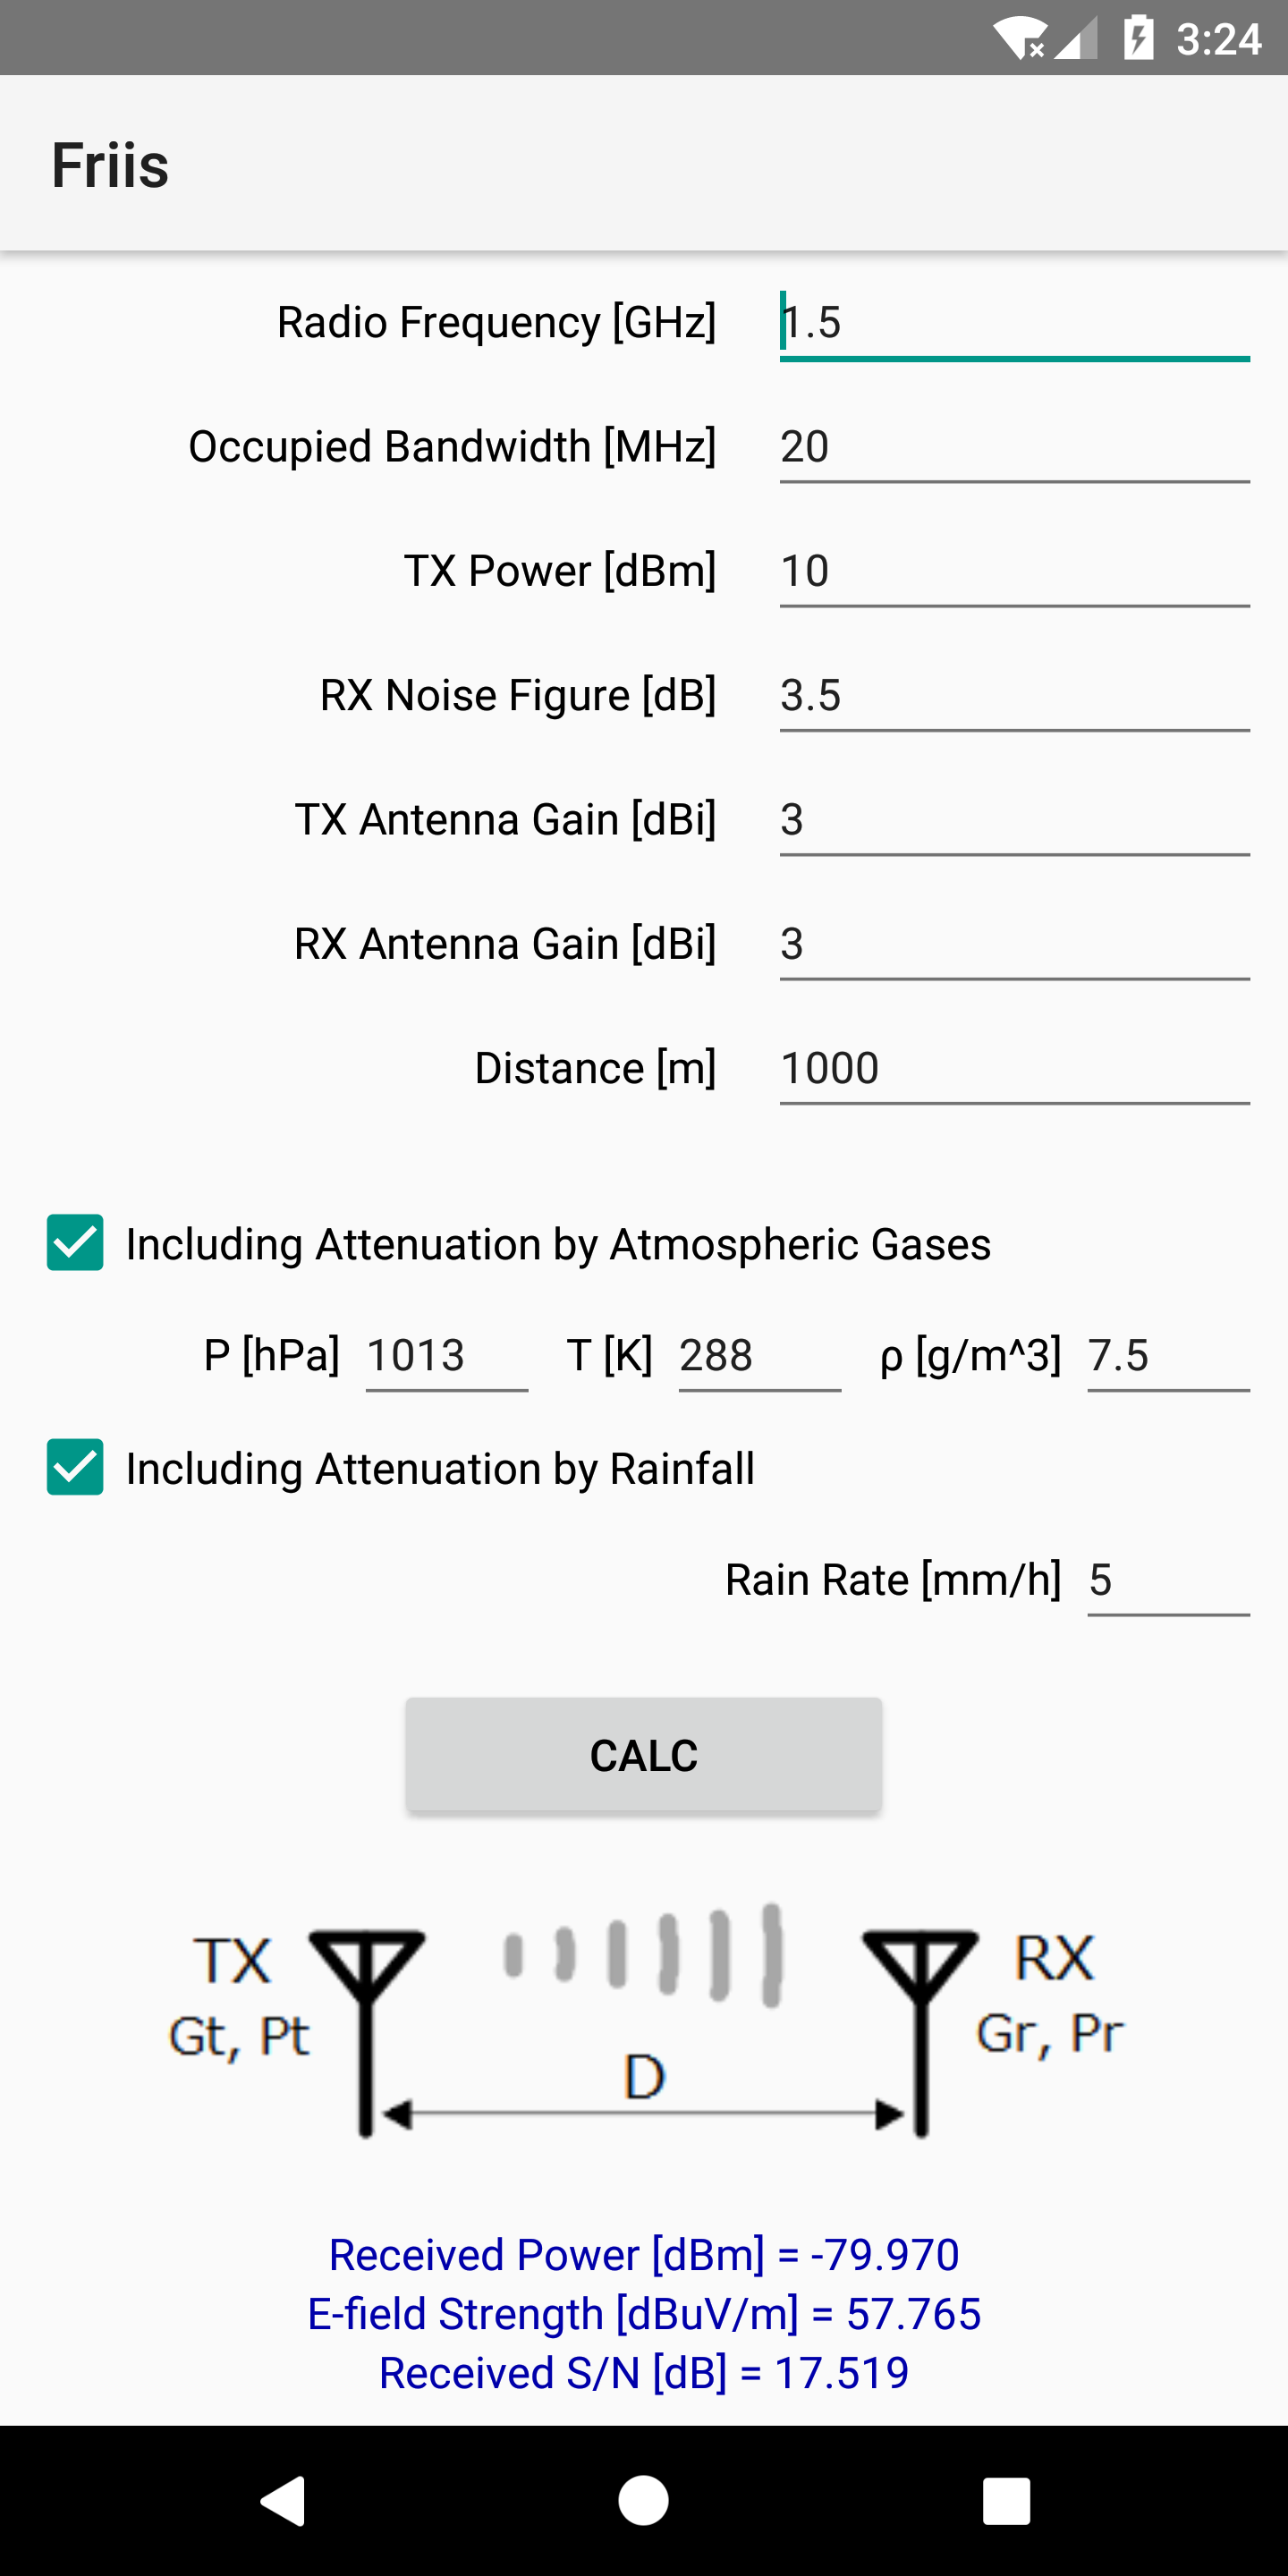 3:24
Friis
Radio Frequency [GHz] 1.5
Occupied Bandwidth [MHz] 20
TX Power [dBm] 10
RX Noise Figure [dB] 3.5
TX Antenna Gain [dBi] 3
RX Antenna Gain [dBi] 3
Distance [m] 1000
Including Attenuation by Atmospheric Gases
P [hPa] 1013 T [K] 288 ρ [g/m^3] 7.5
Including Attenuation by Rainfall
Rain Rate [mm/h] 5
CALC
TX RX
Gt, Pt Gr, Pr
D
Received Power [dBm] = -79.970
E-field Strength [dBuV/m] = 57.765
Received S/N [dB] = 17.519